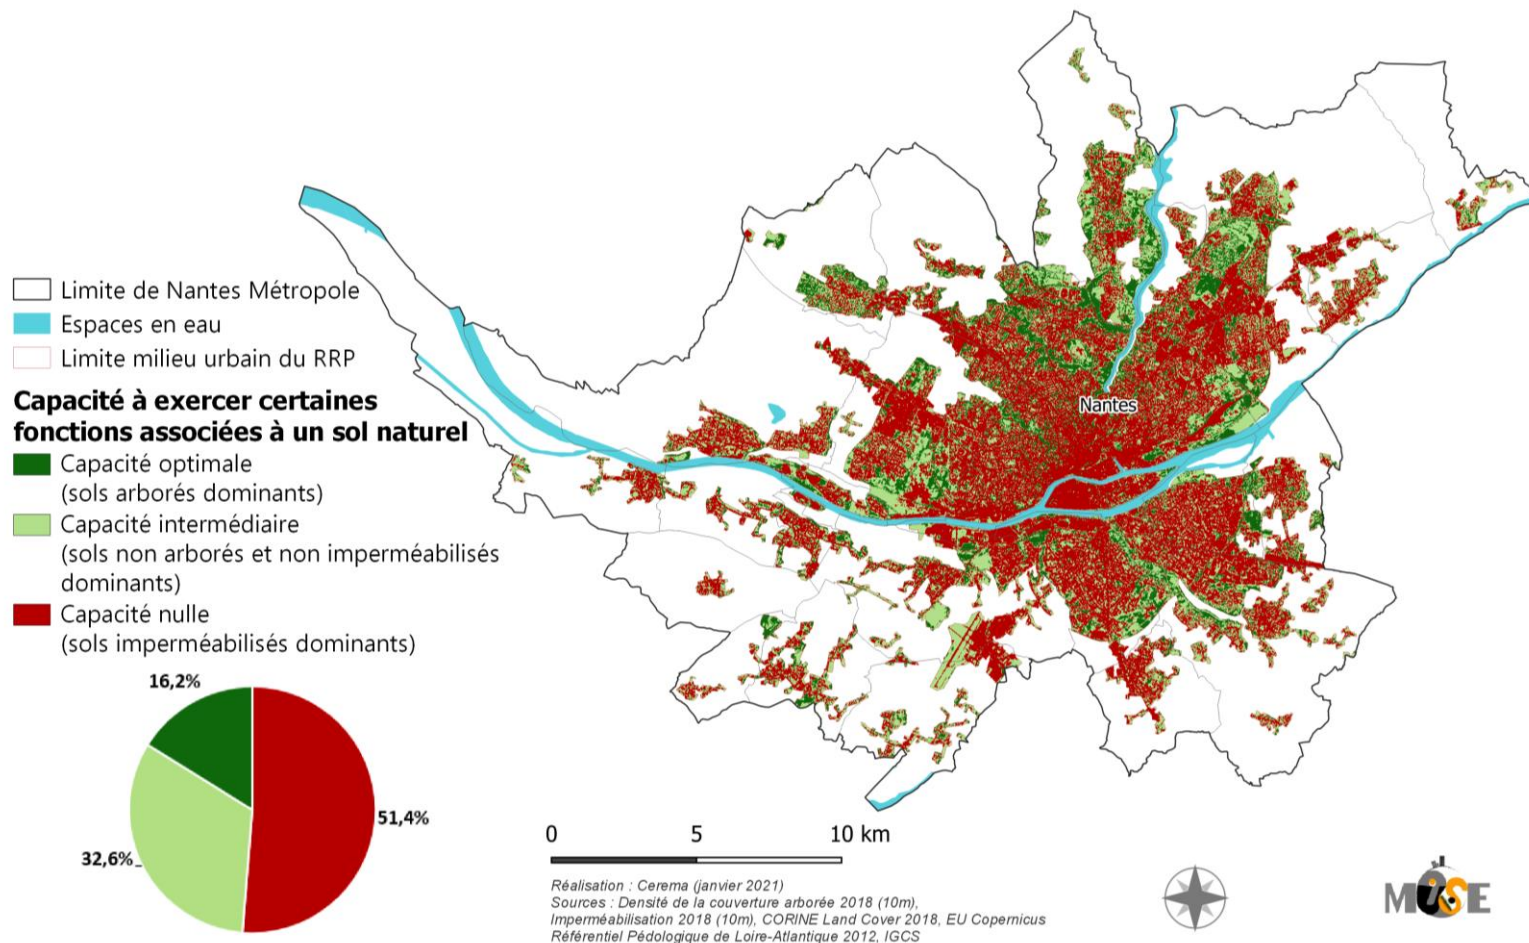 Limite de Nantes Métropole
Espaces en eau
Limite milieu urbain du RRP
Capacité à exercer certaines
fonctions associées à un sol naturel
Capacité optimale
(sols arborés dominants)
Capacité intermédiaire
(sols non arborés et non imperméabilisés
dominants)
Capacité nulle
(sols imperméabilisés dominants)
16,2%
51,4%
32,6%
Nantes
0 5 10 km
Réalisation : Cerema (janvier 2021)
Sources : Densité de la couverture arborée 2018 (10m),
Imperméabilisation 2018 (10m), CORINE Land Cover 2018, EU Copernicus
Référentiel Pédologique de Loire-Atlantique 2012, IGCS
MUSE